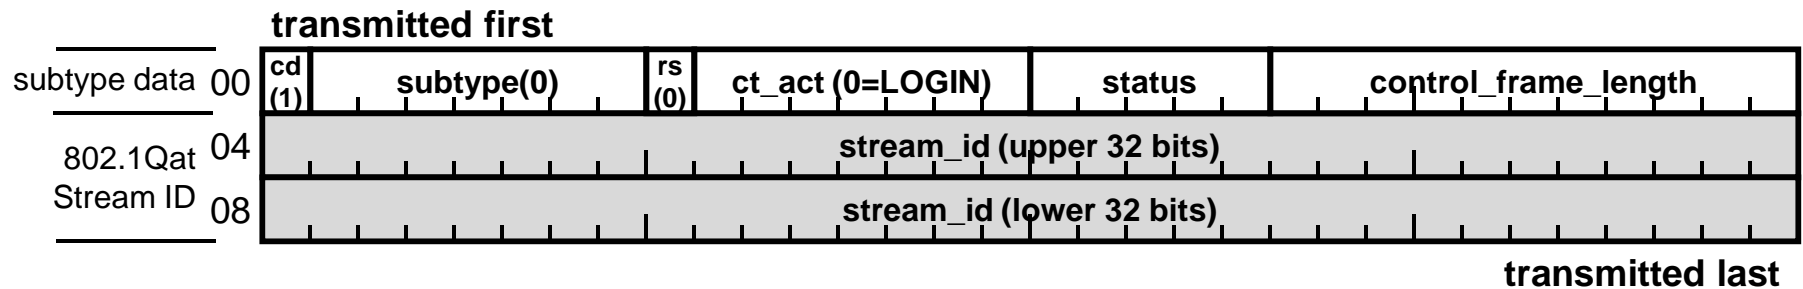 transmitted first
subtype data 00 cd (1) subtype(0) rs (0) ct_act (0=LOGIN) status control_frame_length
802.1Qat Stream ID
04 stream_id (upper 32 bits)
08 stream_id (lower 32 bits)
transmitted last